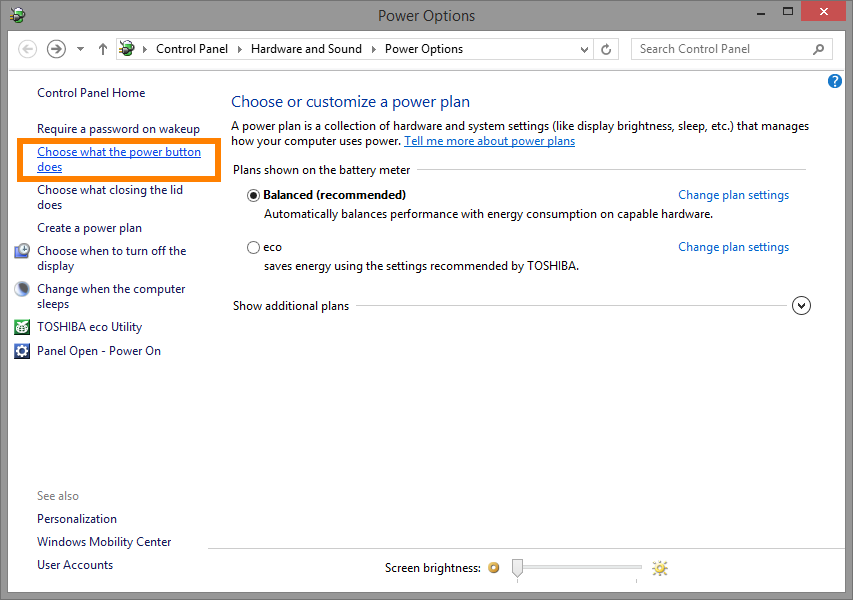 Power Options
Control Panel
Hardware and Sound
Power Options
Search Control Panel
Control Panel Home
Require a password on wakeup
Choose what the power button
does
Choose what closing the lid
does
Create a power plan
Choose when to turn off the
display
Change when the computer
sleeps
TOSHIBA eco Utility
Panel Open - Power On
See also
Personalization
Windows Mobility Center
User Accounts
Choose or customize a power plan
A power plan is a collection of hardware and system settings (like display brightness, sleep, etc.) that manages
how your computer uses power. Tell me more about power plans
Plans shown on the battery meter
Balanced (recommended) Change plan settings
Automatically balances performance with energy consumption on capable hardware.
eco Change plan settings
saves energy using the settings recommended by TOSHIBA.
Show additional plans
Screen brightness: